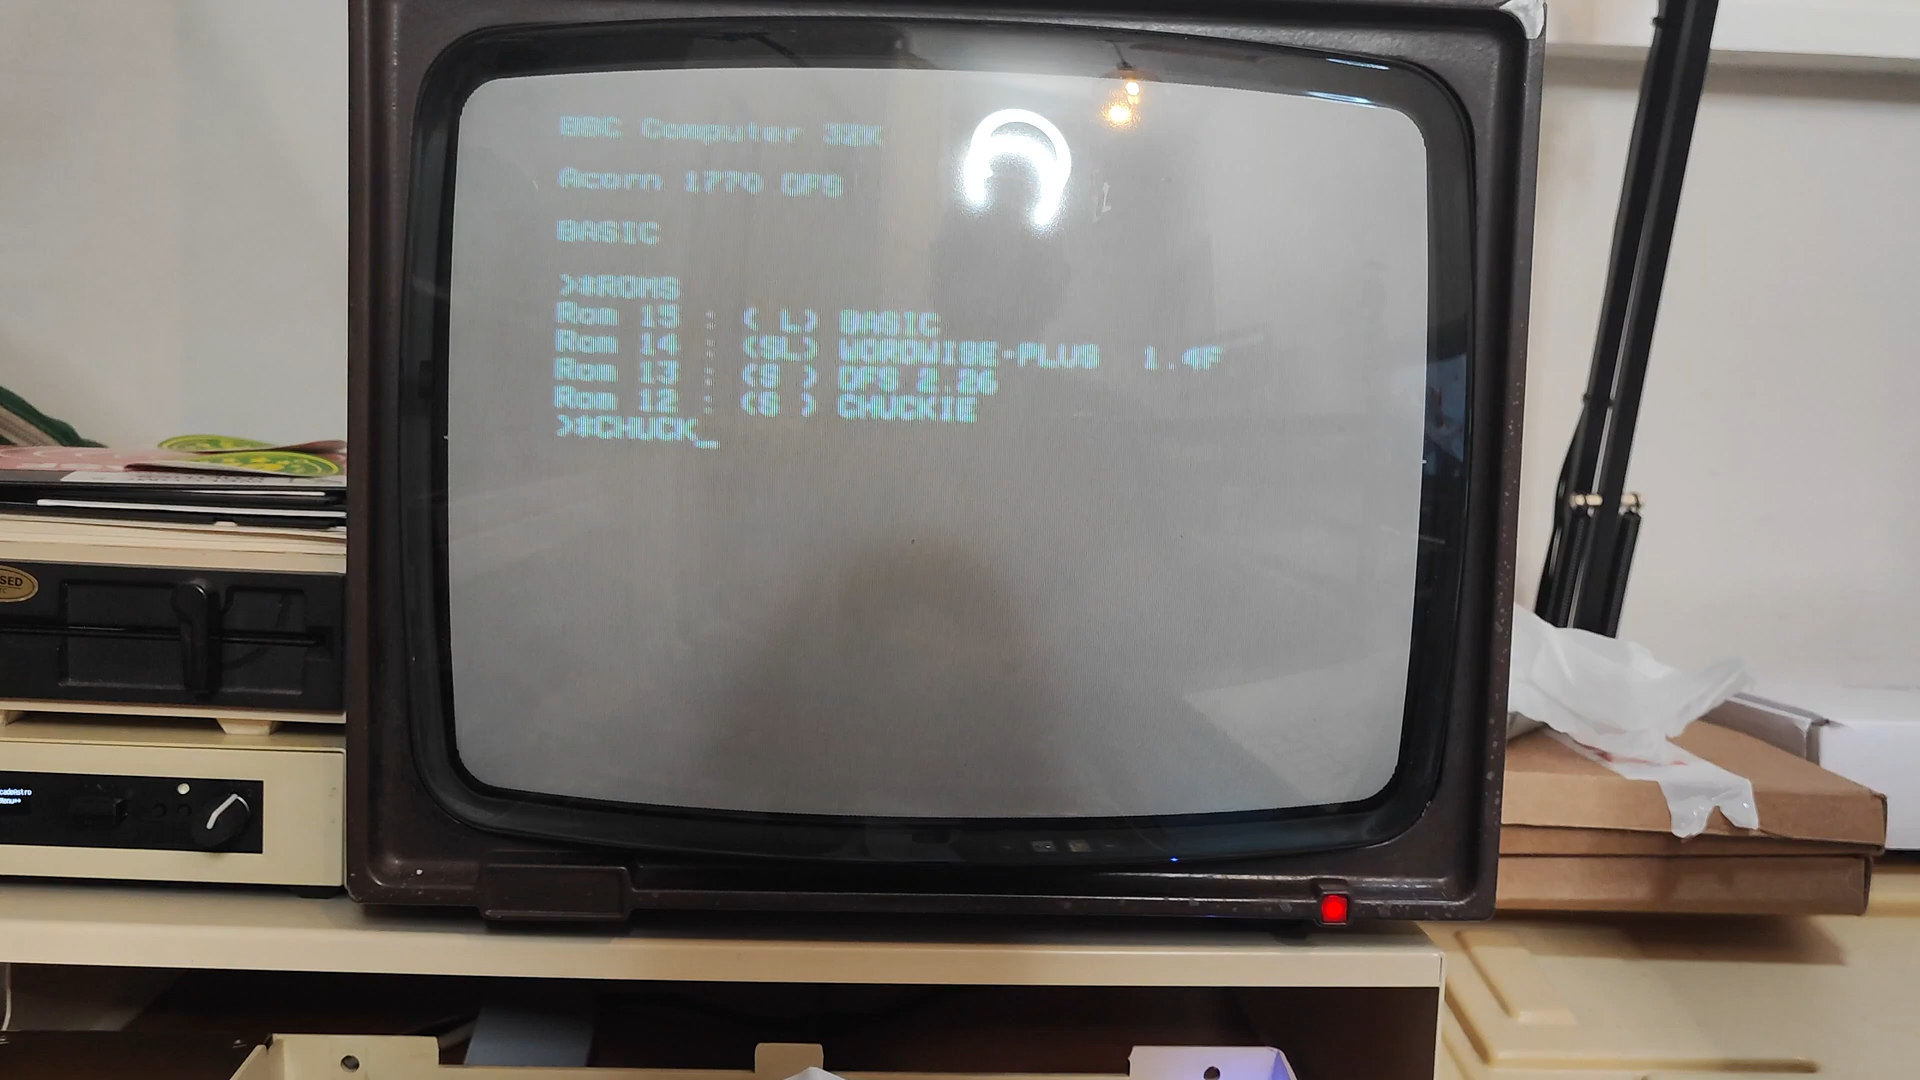 BBC Computer 32K
Acorn 1770 DFS
BASIC
>*ROMS
Rom 15 : ( L) BASIC
Rom 14 : (SL) WORDWISE-PLUS 1.4F
Rom 13 : (S ) DFS 2.26
Rom 12 : (S ) CHUCKIE
>*CHUCK_
SED